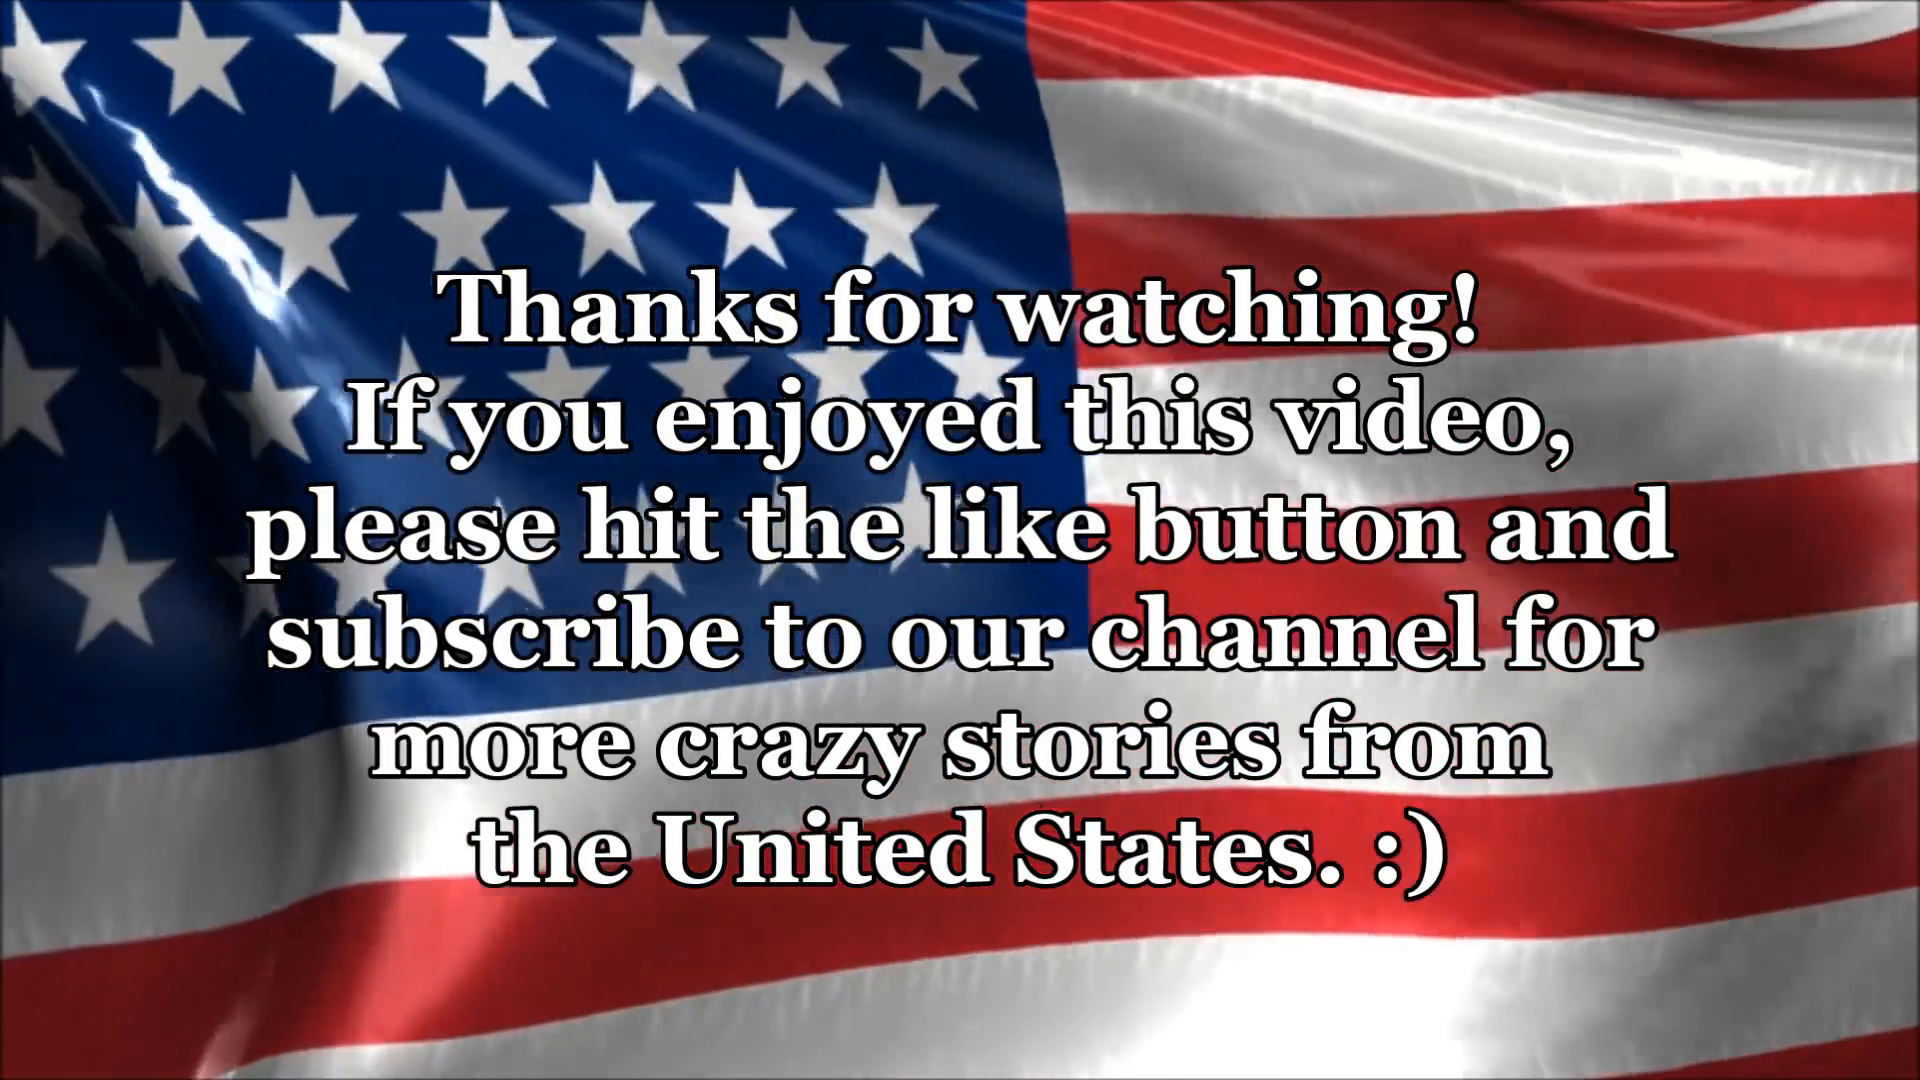 Thanks for watching!
If you enjoyed this video,
please hit the like button and
subscribe to our channel for
more crazy stories from
the United States. :)